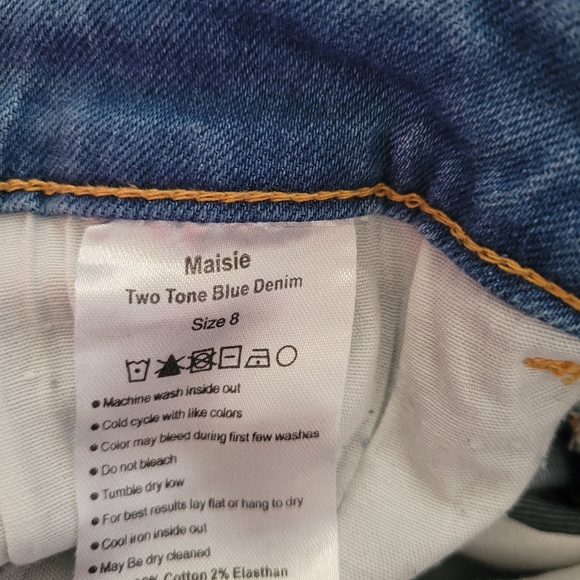 Maisie
Two Tone Blue Denim
Size 8
• Machine wash inside out
• Cold cycle with like colors
• Color may bleed during first few washes
• Do not bleach
• Tumble dry low
• For best results lay flat or hang to dry
• Cool iron inside out
• May Be dry cleaned
Cotton 2% Elasthan